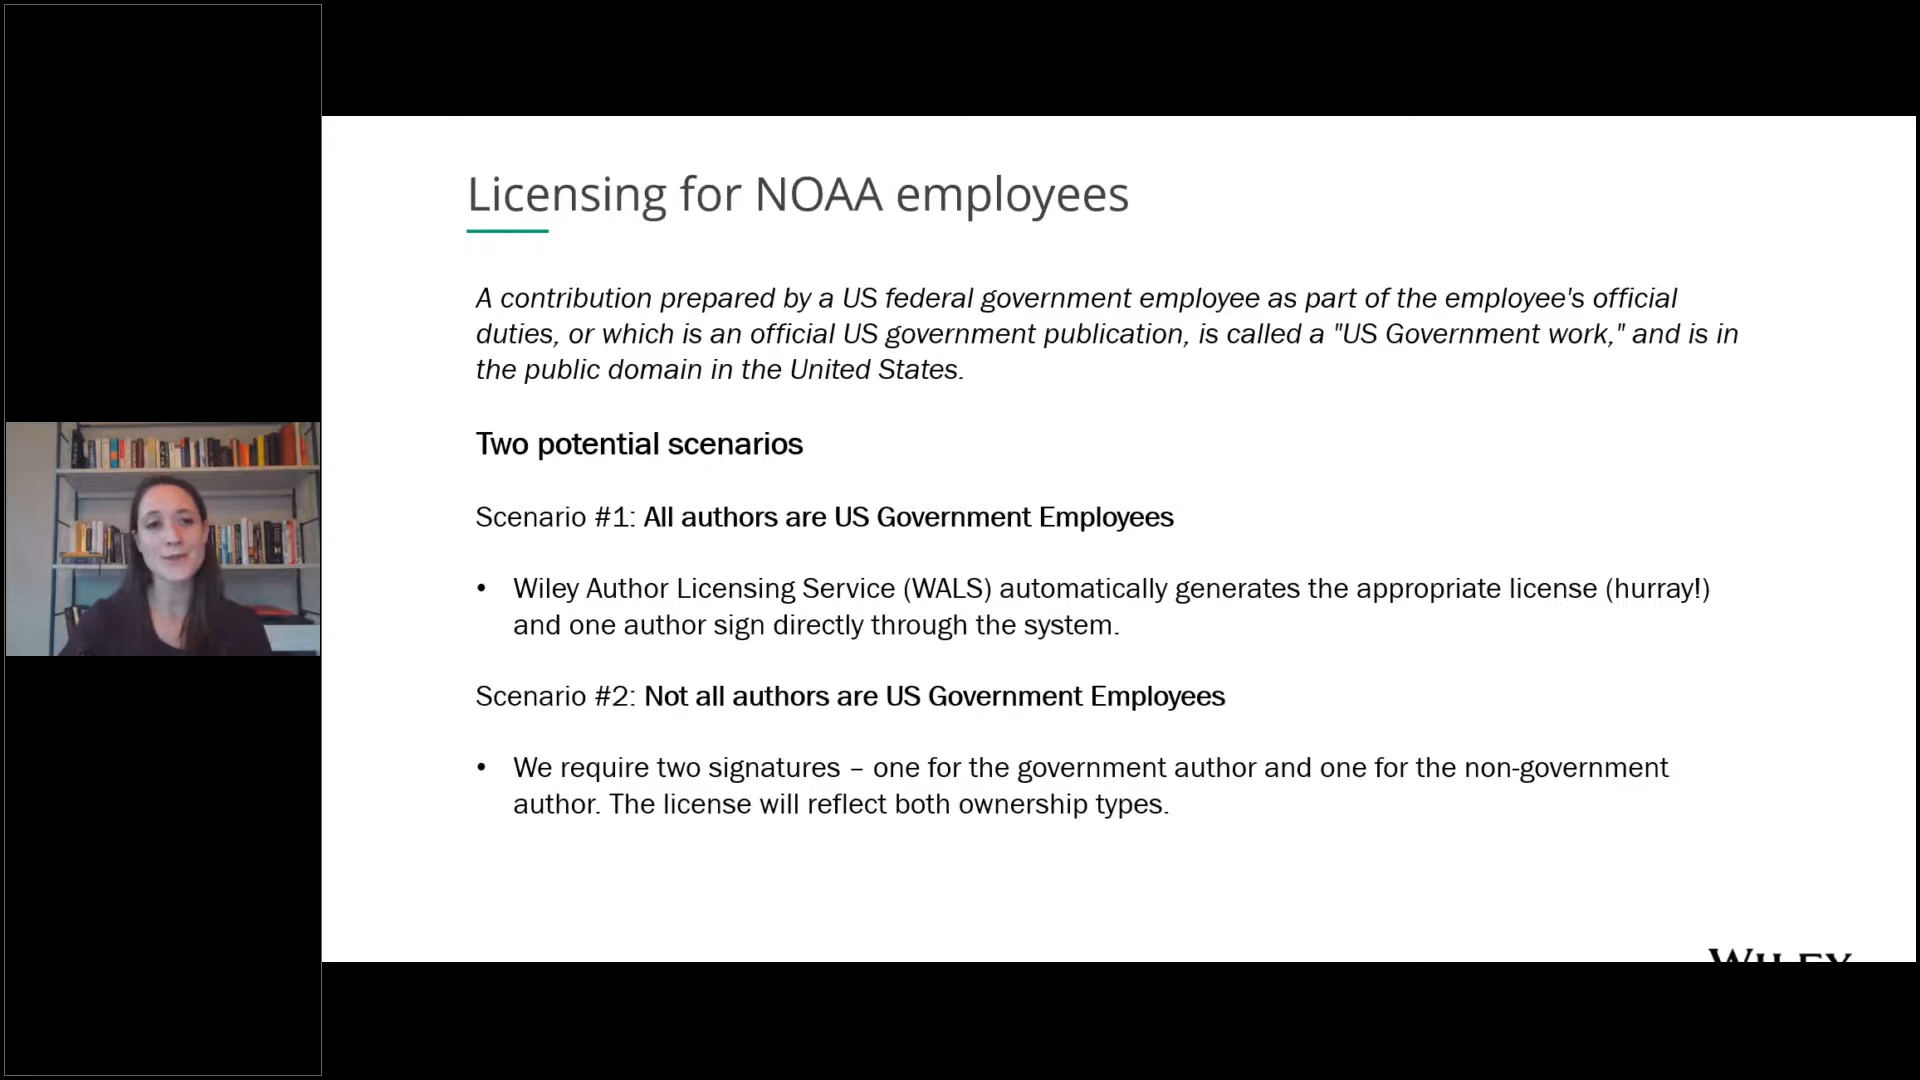 Licensing for NOAA employees
A contribution prepared by a US federal government employee as part of the employee's official
duties, or which is an official US government publication, is called a "US Government work," and is in
the public domain in the United States.
Two potential scenarios
Scenario #1: All authors are US Government Employees
• Wiley Author Licensing Service (WALS) automatically generates the appropriate license (hurray!)
and one author sign directly through the system.
Scenario #2: Not all authors are US Government Employees
• We require two signatures – one for the government author and one for the non-government
author. The license will reflect both ownership types.
WILEY